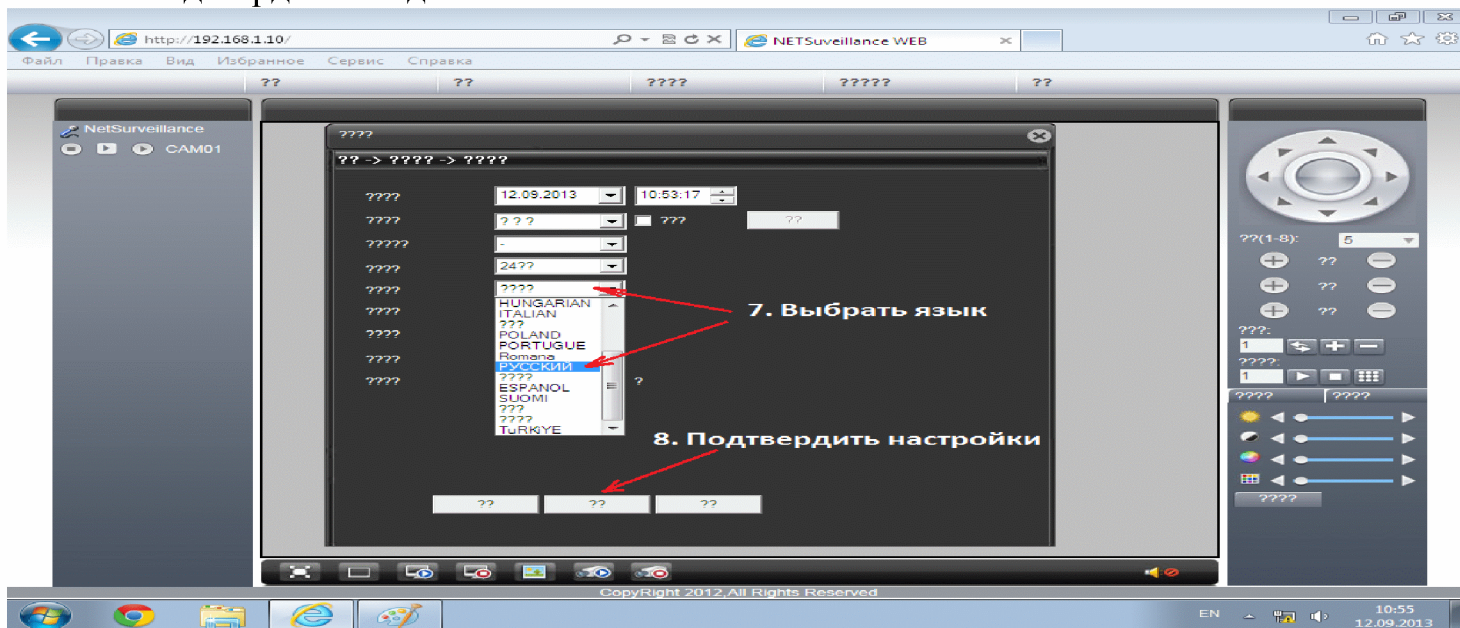 http://192.168.1.10/
NETSuveillance WEB
Файл Правка Вид Избранное Сервис Справка
?? ?? ???? ????? ??
NetSurveillance
CAM01
????
?? -> ???? -> ????
???? 12.09.2013 10:53:17
???? ? ? ? ??? ??
????? -
???? 24??
???? ????
????
????
????
???? ?
HUNGARIAN
ITALIAN
???
POLAND
PORTUGUE
Romana
РУССКИЙ
????
ESPANOL
SUOMI
???
????
TuRKiYE
7. Выбрать язык
8. Подтвердить настройки
?? ?? ??
??(1-8): 5
??
??
??
???:
1
????:
1
???? ????
????
CopyRight 2012,All Rights Reserved
EN
10:55
12.09.2013